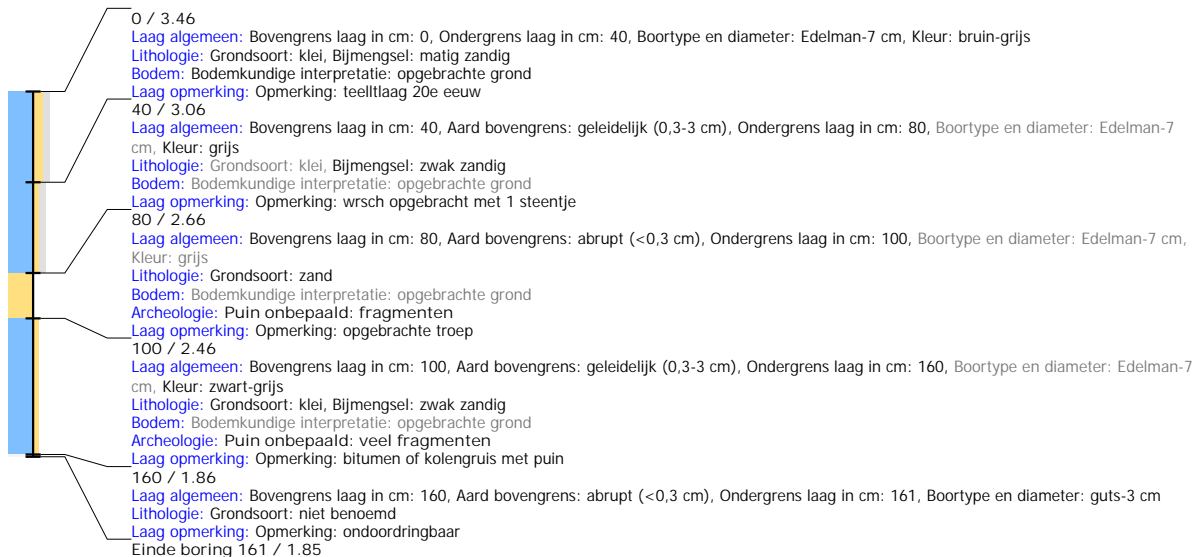 0 / 3.46
Laag algemeen: Bovengrens laag in cm: 0, Ondergrens laag in cm: 40, Boortype en diameter: Edelman-7 cm, Kleur: bruin-grijs
Lithologie: Grondsoort: klei, Bijmengsel: matig zandig
Bodem: Bodemkundige interpretatie: opgebrachte grond
Laag opmerking: Opmerking: teelltlaag 20e eeuw
40 / 3.06
Laag algemeen: Bovengrens laag in cm: 40, Aard bovengrens: geleidelijk (0,3-3 cm), Ondergrens laag in cm: 80, Boortype en diameter: Edelman-7
cm, Kleur: grijs
Lithologie: Grondsoort: klei, Bijmengsel: zwak zandig
Bodem: Bodemkundige interpretatie: opgebrachte grond
Laag opmerking: Opmerking: wrsch opgebracht met 1 steentje
80 / 2.66
Laag algemeen: Bovengrens laag in cm: 80, Aard bovengrens: abrupt (<0,3 cm), Ondergrens laag in cm: 100, Boortype en diameter: Edelman-7 cm,
Kleur: grijs
Lithologie: Grondsoort: zand
Bodem: Bodemkundige interpretatie: opgebrachte grond
Archeologie: Puin onbepaald: fragmenten
Laag opmerking: Opmerking: opgebrachte troep
100 / 2.46
Laag algemeen: Bovengrens laag in cm: 100, Aard bovengrens: geleidelijk (0,3-3 cm), Ondergrens laag in cm: 160, Boortype en diameter: Edelman-7
cm, Kleur: zwart-grijs
Lithologie: Grondsoort: klei, Bijmengsel: zwak zandig
Bodem: Bodemkundige interpretatie: opgebrachte grond
Archeologie: Puin onbepaald: veel fragmenten
Laag opmerking: Opmerking: bitumen of kolengruis met puin
160 / 1.86
Laag algemeen: Bovengrens laag in cm: 160, Aard bovengrens: abrupt (<0,3 cm), Ondergrens laag in cm: 161, Boortype en diameter: guts-3 cm
Lithologie: Grondsoort: niet benoemd
Laag opmerking: Opmerking: ondoordringbaar
Einde boring 161 / 1.85